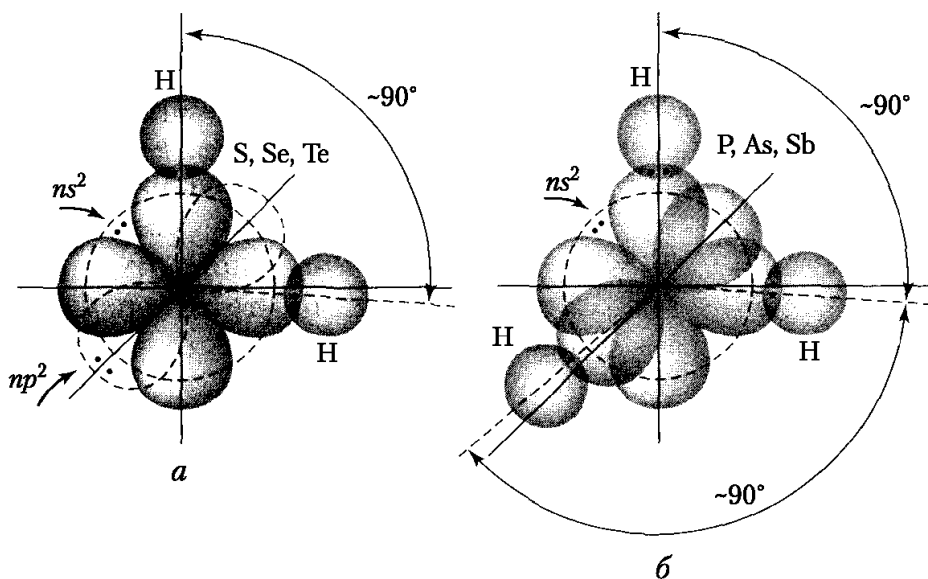 H
~90°
S, Se, Te
ns²
H
np²
а
H
~90°
P, As, Sb
ns²
H
H
~90°
б